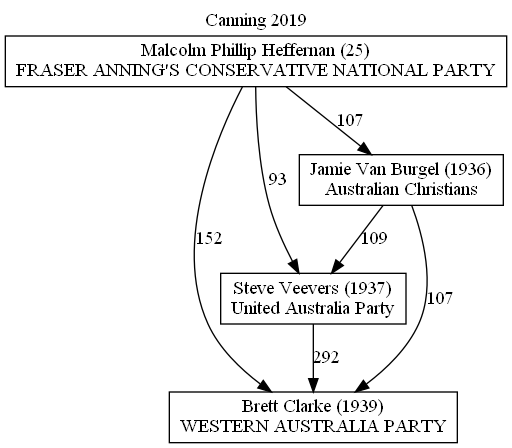 Canning 2019
Malcolm Phillip Heffernan (25)
FRASER ANNING'S CONSERVATIVE NATIONAL PARTY
107
Jamie Van Burgel (1936)
Australian Christians
93
152
109
Steve Veevers (1937)
United Australia Party
107
292
Brett Clarke (1939)
WESTERN AUSTRALIA PARTY